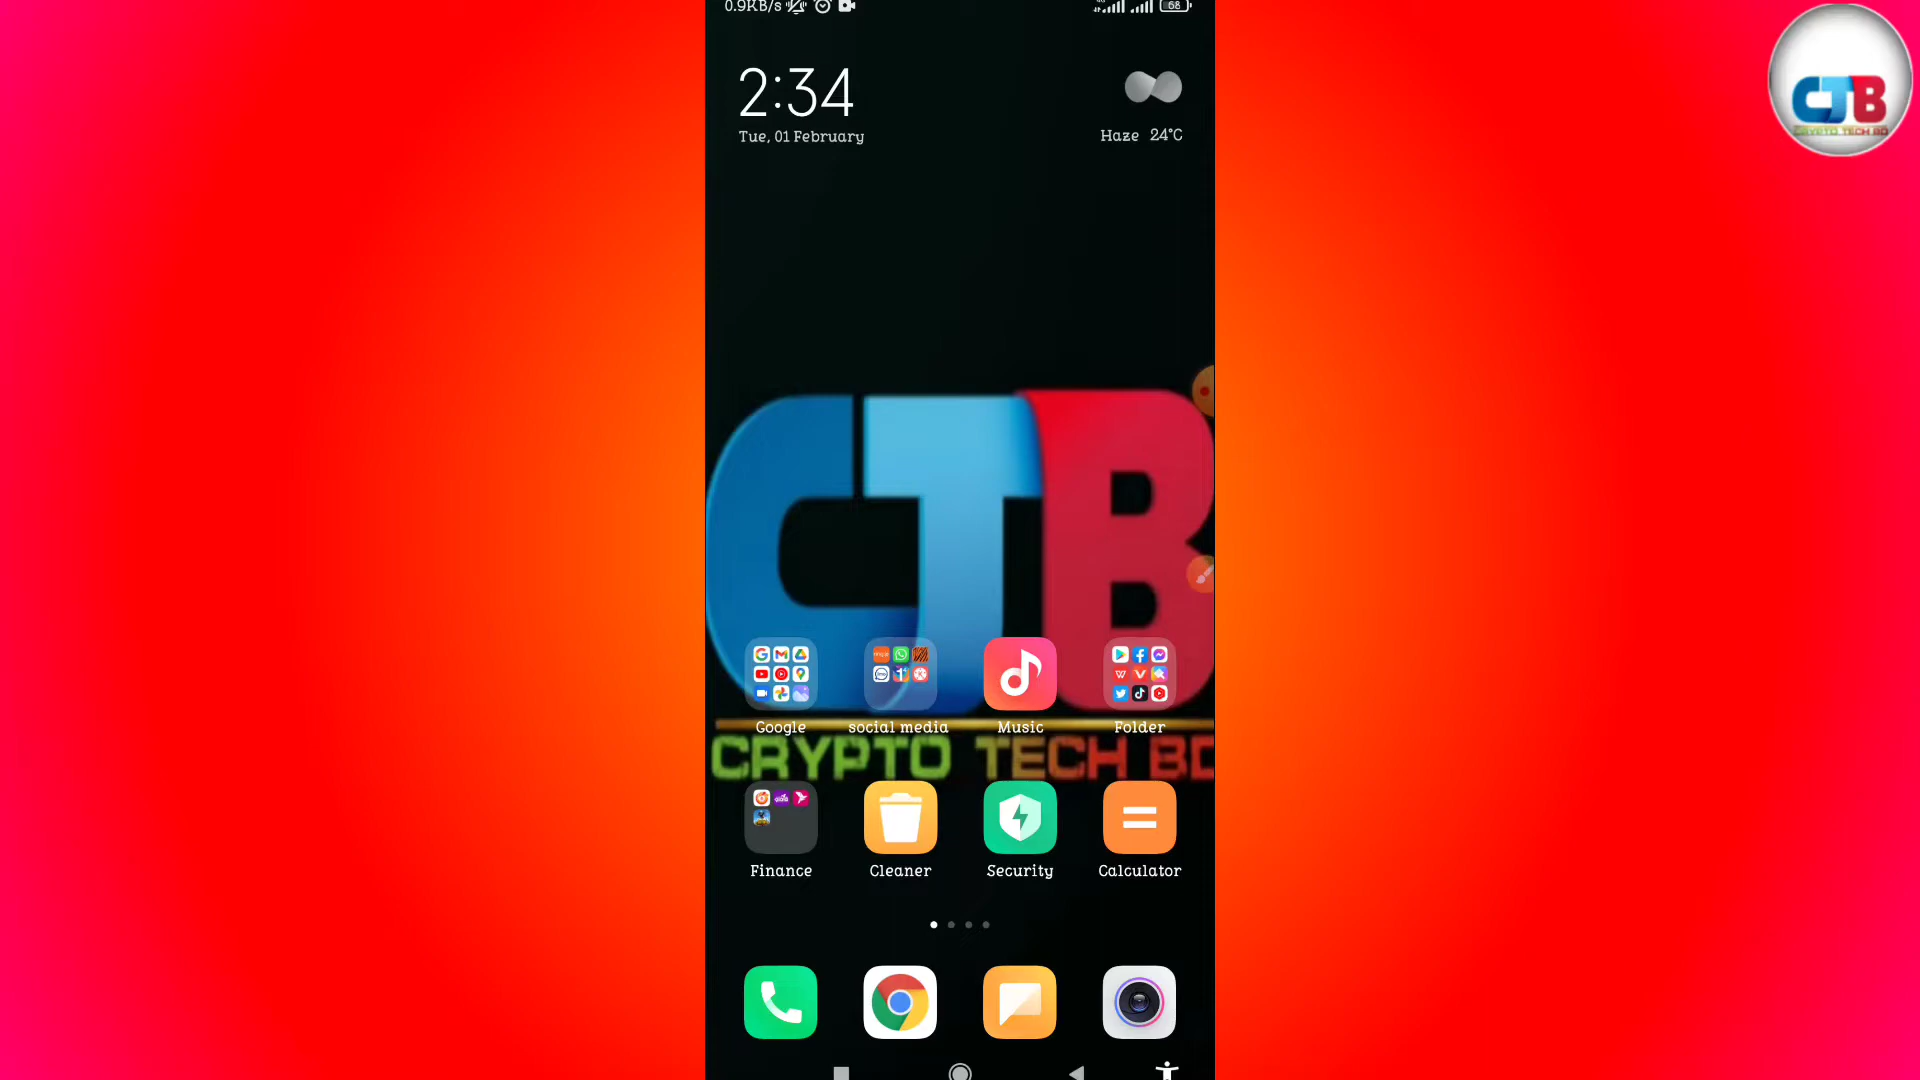 0.9KB/s
68
2:34
Tue, 01 February
Haze 24°C
CTB
CRYPTO TECH BD
CTB
Google social media Music Folder
CRYPTO TECH BD
Finance Cleaner Security Calculator